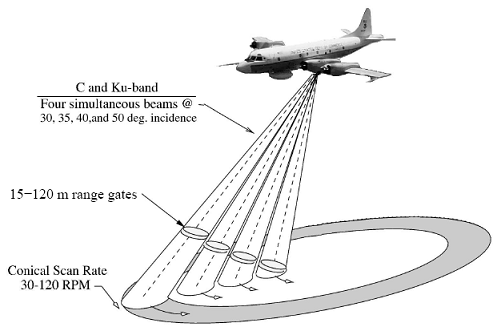 C and Ku-band
Four simultaneous beams @
30, 35, 40,and 50 deg. incidence
15−120 m range gates
Conical Scan Rate
30-120 RPM